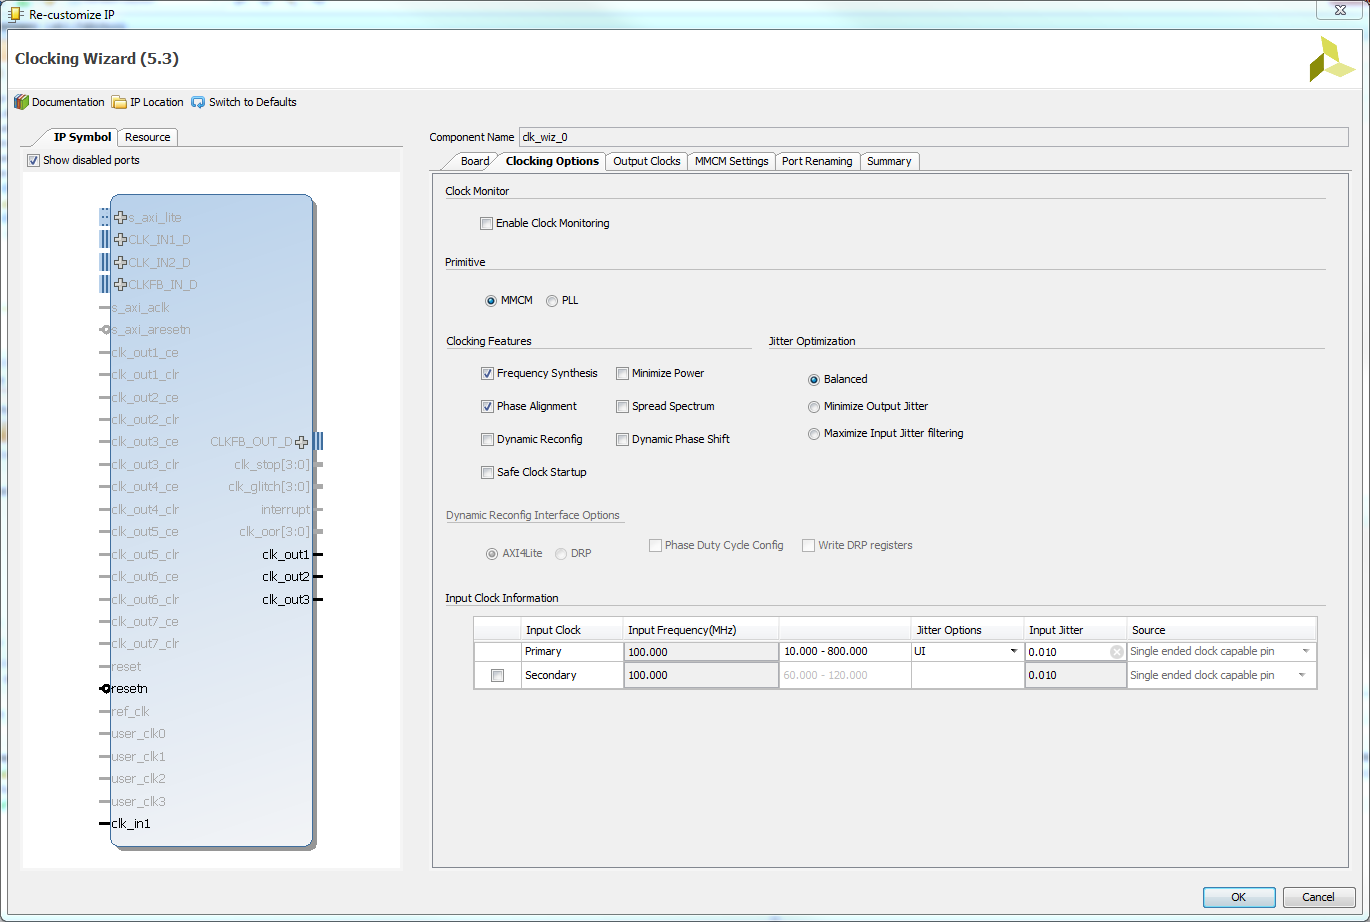 Re-customize IP
Clocking Wizard (5.3)
Documentation IP Location Switch to Defaults
IP Symbol Resource
Show disabled ports
s_axi_lite
CLK_IN1_D
CLK_IN2_D
CLKFB_IN_D
s_axi_aclk
s_axi_aresetn
clk_out1_ce
clk_out1_clr
clk_out2_ce
clk_out2_clr
clk_out3_ce CLKFB_OUT_D
clk_out3_clr clk_stop[3:0]
clk_out4_ce clk_glitch[3:0]
clk_out4_clr interrupt
clk_out5_ce clk_oor[3:0]
clk_out5_clr clk_out1
clk_out6_ce clk_out2
clk_out6_clr clk_out3
clk_out7_ce
clk_out7_clr
reset
resetn
ref_clk
user_clk0
user_clk1
user_clk2
user_clk3
clk_in1
Component Name clk_wiz_0
Board Clocking Options Output Clocks MMCM Settings Port Renaming Summary
Clock Monitor
Enable Clock Monitoring
Primitive
MMCM PLL
Clocking Features
Frequency Synthesis Minimize Power
Phase Alignment Spread Spectrum
Dynamic Reconfig Dynamic Phase Shift
Safe Clock Startup
Jitter Optimization
Balanced
Minimize Output Jitter
Maximize Input Jitter filtering
Dynamic Reconfig Interface Options
AXI4Lite DRP Phase Duty Cycle Config Write DRP registers
Input Clock Information
Input Clock Input Frequency(MHz) Jitter Options Input Jitter Source
Primary 100.000 10.000 - 800.000 UI 0.010 Single ended clock capable pin
Secondary 100.000 60.000 - 120.000 0.010 Single ended clock capable pin
OK Cancel